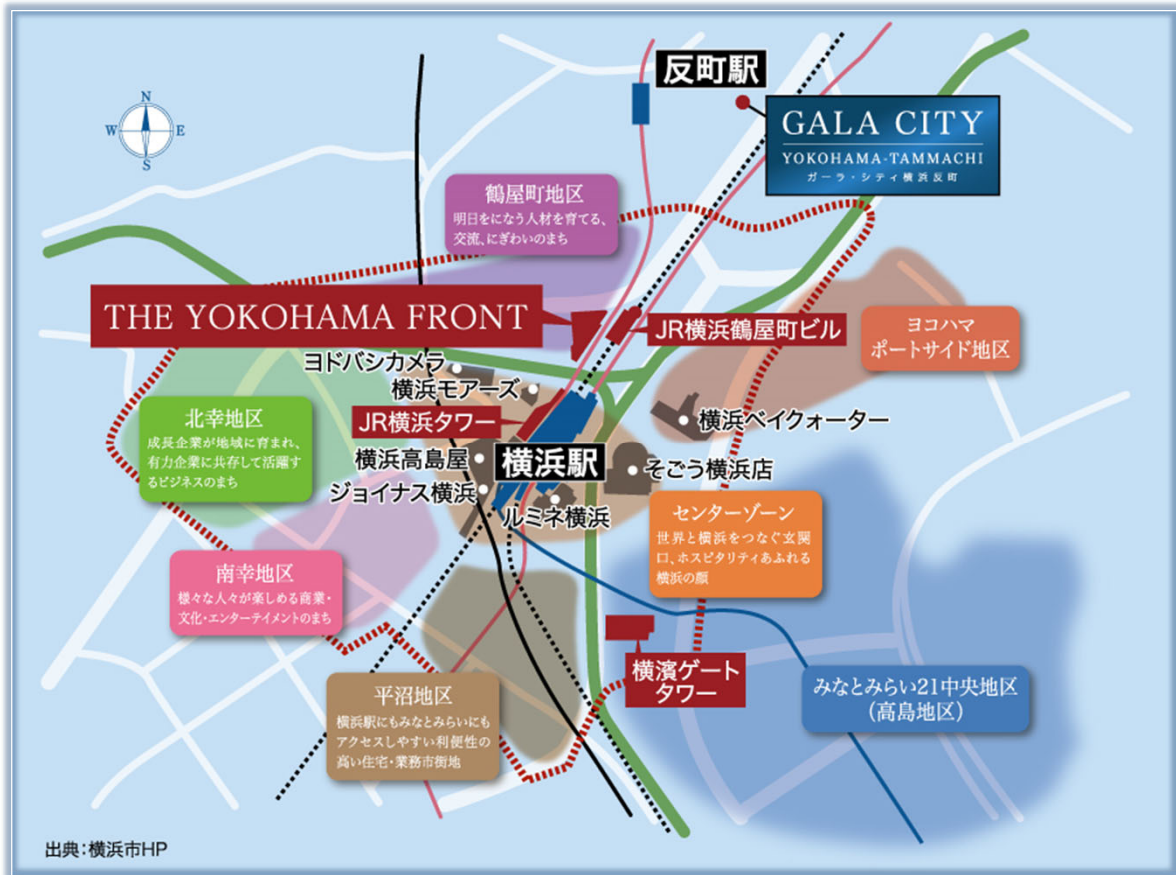 反町駅
GALA CITY
YOKOHAMA-TAMMACHI
ガーラ・シティ横浜反町
N
W
E
S
鶴屋町地区
明日をになう人材を育てる、
交流、にぎわいのまち
THE YOKOHAMA FRONT
JR横浜鶴屋町ビル
ヨコハマ
ポートサイド地区
ヨドバシカメラ
横浜モアーズ
JR横浜タワー
横浜ベイクォーター
北幸地区
成長企業が地域に育まれ、
有力企業に共存して活躍す
るビジネスのまち
横浜高島屋
横浜駅
そごう横浜店
ジョイナス横浜
ルミネ横浜
センターゾーン
世界と横浜をつなぐ玄関
口、ホスピタリティあふれる
横浜の顔
南幸地区
様々な人々が楽しめる商業・
文化・エンターテイメントのまち
横濱ゲート
タワー
平沼地区
横浜駅にもみなとみらいにも
アクセスしやすい利便性の
高い住宅・業務市街地
みなとみらい21中央地区
(高島地区)
出典:横浜市HP